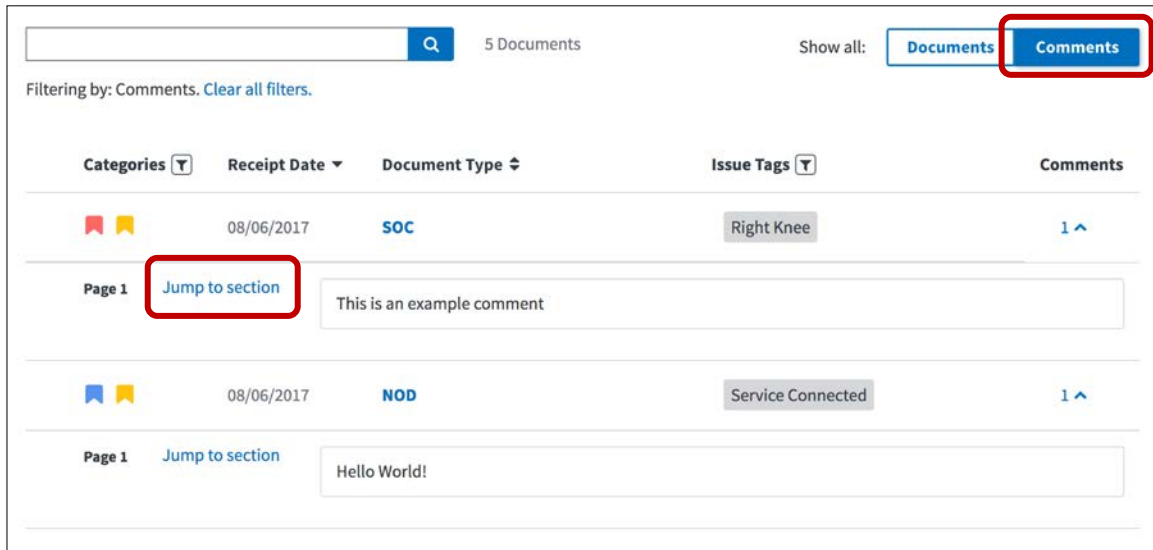 5 Documents Show all: Documents Comments
Filtering by: Comments. Clear all filters.
Categories Receipt Date Document Type Issue Tags Comments
08/06/2017 SOC Right Knee 1
Page 1 Jump to section This is an example comment
08/06/2017 NOD Service Connected 1
Page 1 Jump to section Hello World!